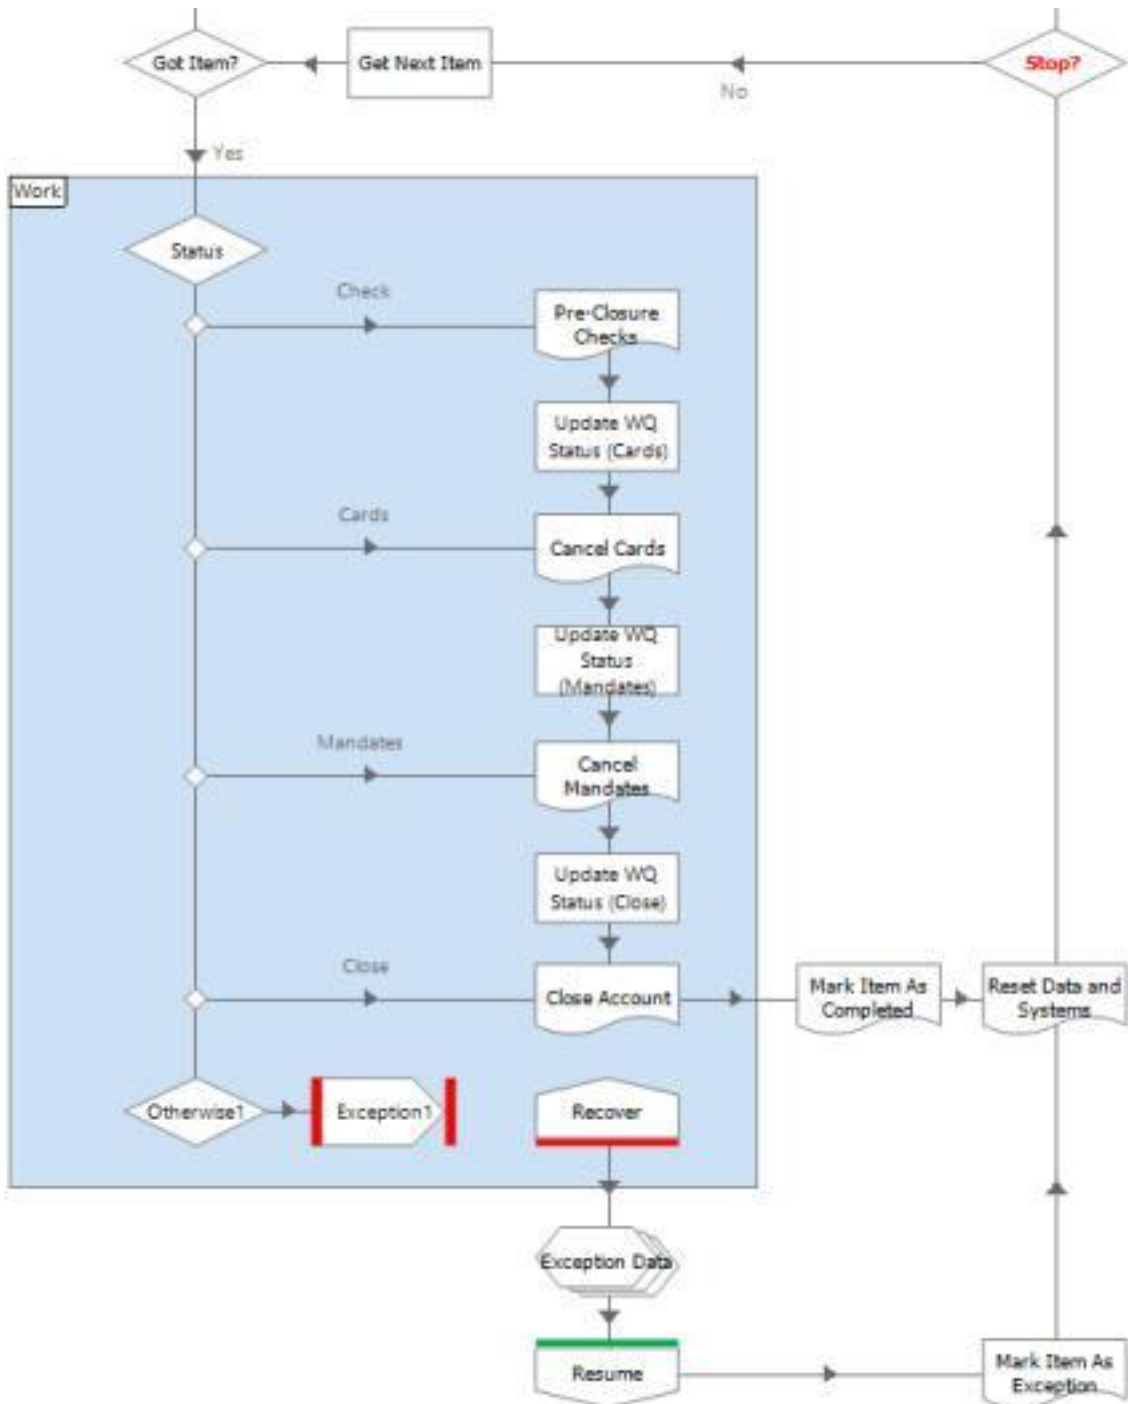 Got Item?
Get Next Item
Stop?
No
Yes
Work
Status
Check
Pre-Closure
Checks
Update WQ
Status (Cards)
Cards
Cancel Cards
Update WQ
Status
(Mandates)
Mandates
Cancel
Mandates
Update WQ
Status (Close)
Close
Close Account
Mark Item As
Completed
Reset Data and
Systems
Otherwise1
Exception1
Recover
Exception Data
Resume
Mark Item As
Exception